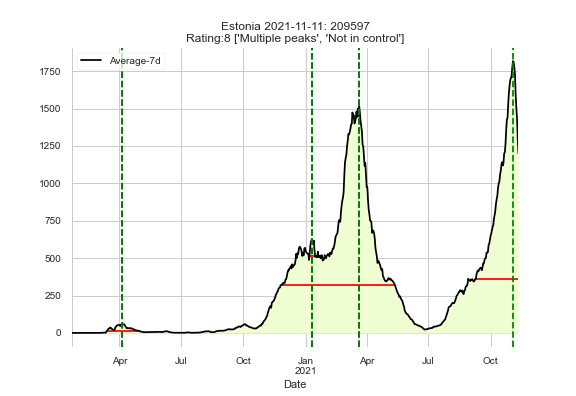 Estonia 2021-11-11: 209597
Rating:8 ['Multiple peaks', 'Not in control']
Average-7d
1750
1500
1250
1000
750
500
250
0
Apr Jul Oct Jan Apr Jul Oct
2021
Date